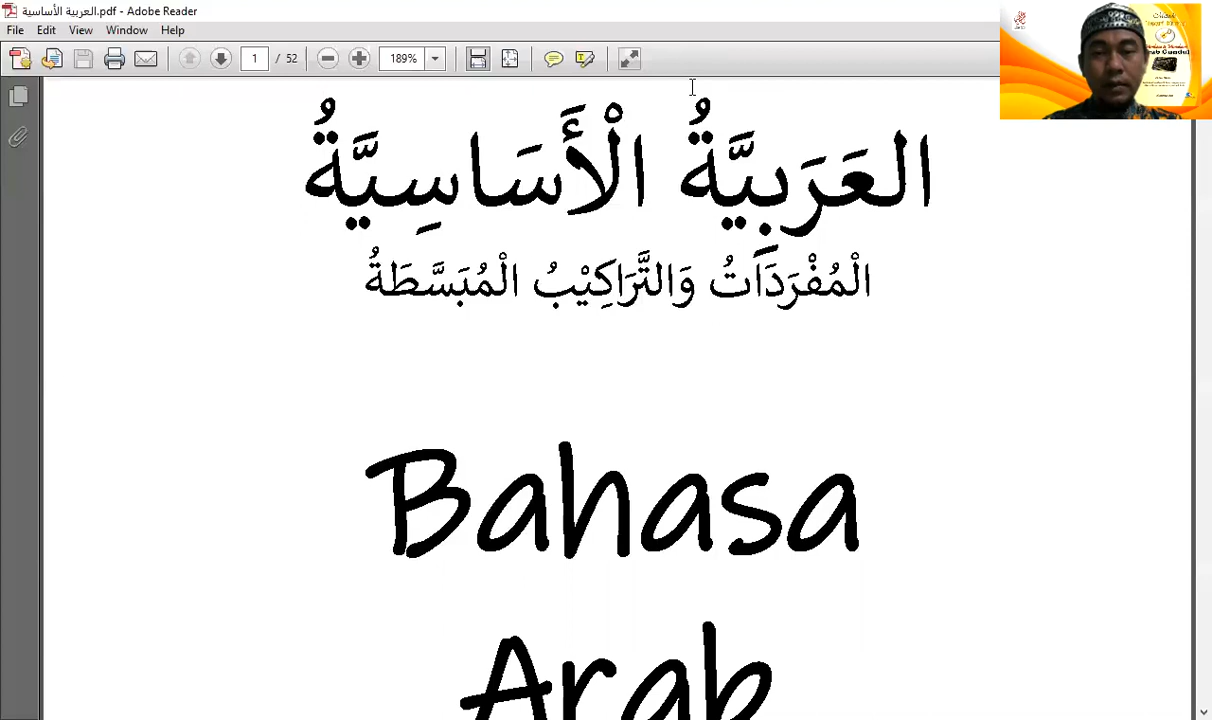 العربية الأساسية.pdf - Adobe Reader
File Edit View Window Help
1 / 52 189%
العَرَبِيَّةُ الْأَسَاسِيَّةُ
الْمُفْرَدَاتُ وَالتَّرَاكِيْبُ الْمُبَسَّطَةُ
Bahasa
Arab